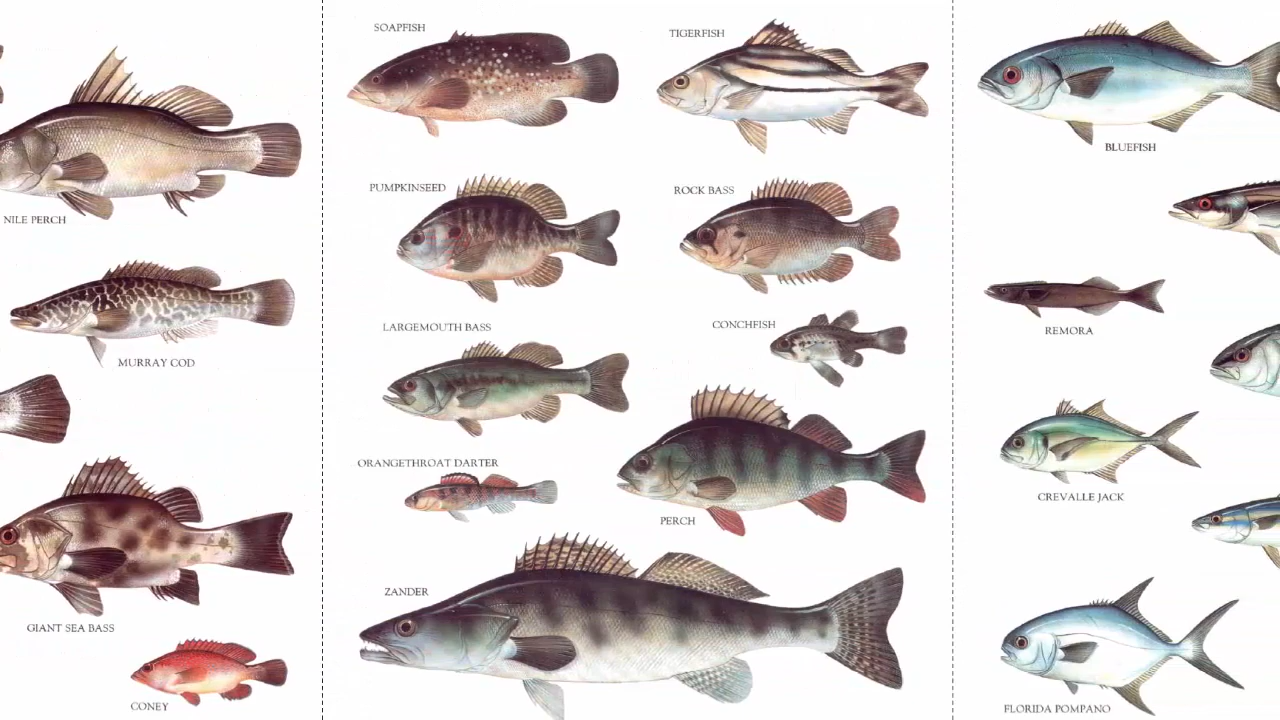 NILE PERCH
MURRAY COD
GIANT SEA BASS
CONEY
SOAPFISH
TIGERFISH
PUMPKINSEED
ROCK BASS
LARGEMOUTH BASS
CONCHFISH
ORANGETHROAT DARTER
PERCH
ZANDER
BLUEFISH
REMORA
CREVALLE JACK
FLORIDA POMPANO